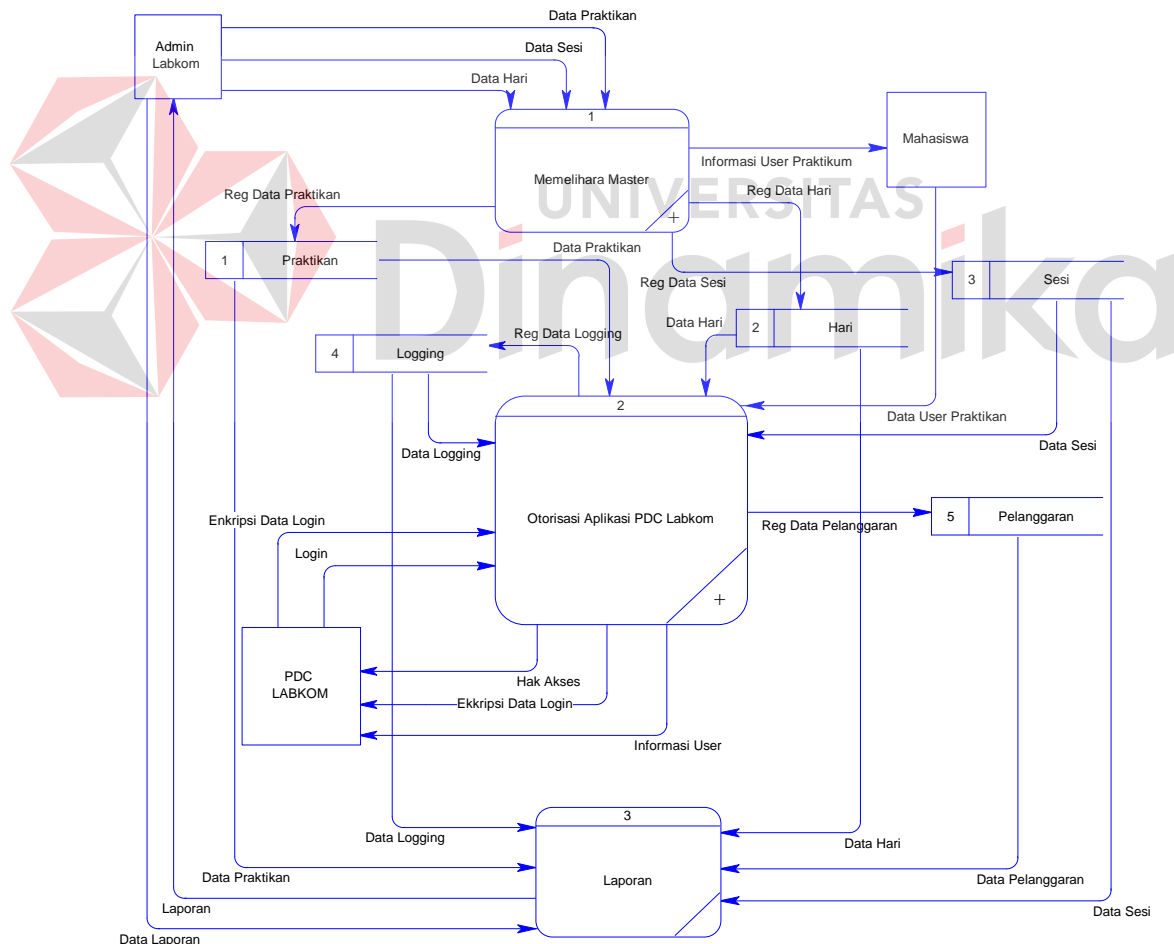 Data Praktikan
Admin
Labkom
Data Sesi
Data Hari
1
Mahasiswa
Informasi User Praktikum
Memelihara Master
Reg Data Praktikan
Reg Data Hari
UNIVERSITAS
Dinamika
+
1
Praktikan
Data Praktikan
Reg Data Sesi
3
Sesi
Reg Data Logging
Data Hari
2
Hari
4
Logging
2
Data User Praktikan
Data Logging
Data Sesi
Otorisasi Aplikasi PDC Labkom
Reg Data Pelanggaran
5
Pelanggaran
Enkripsi Data Login
Login
+
PDC
LABKOM
Hak Akses
Ekkripsi Data Login
Informasi User
3
Data Logging
Data Hari
Data Praktikan
Laporan
Data Pelanggaran
Laporan
Data Sesi
Data Laporan